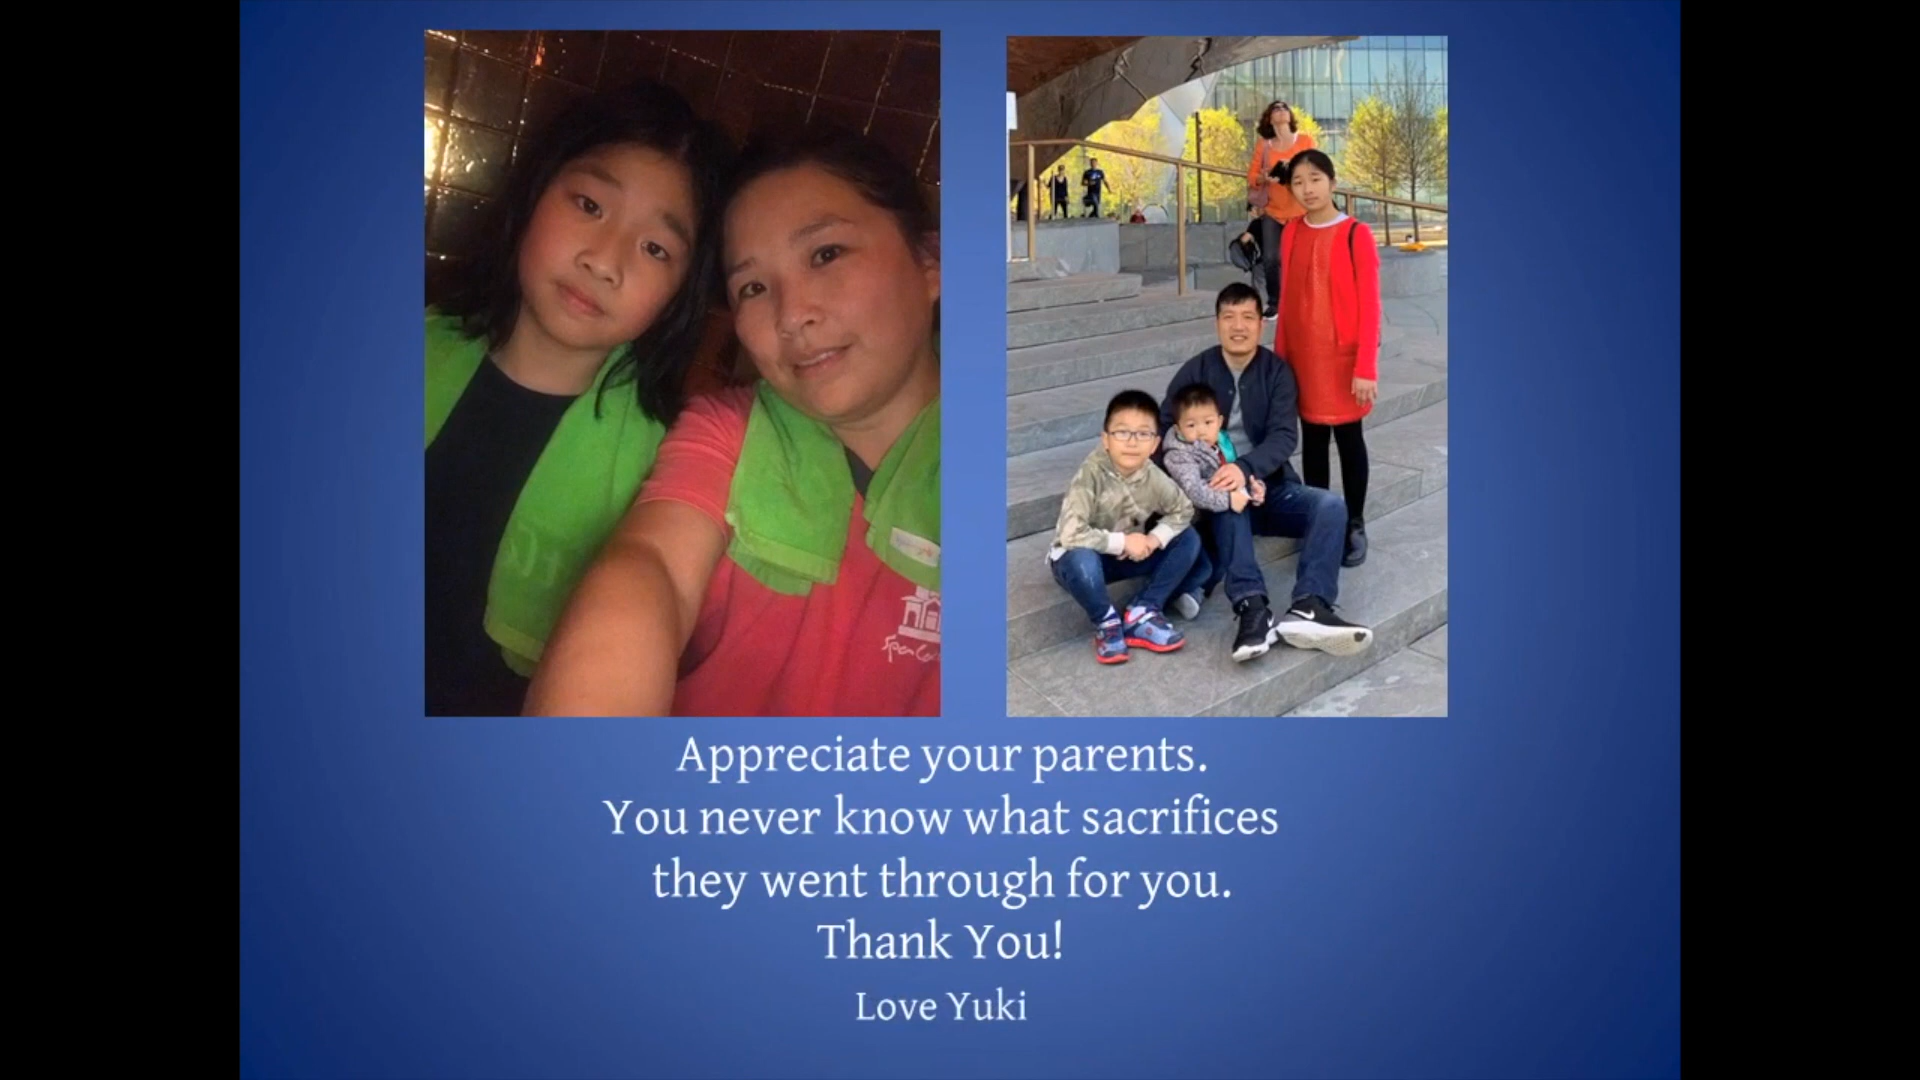 Appreciate your parents.
You never know what sacrifices
they went through for you.
Thank You!
Love Yuki